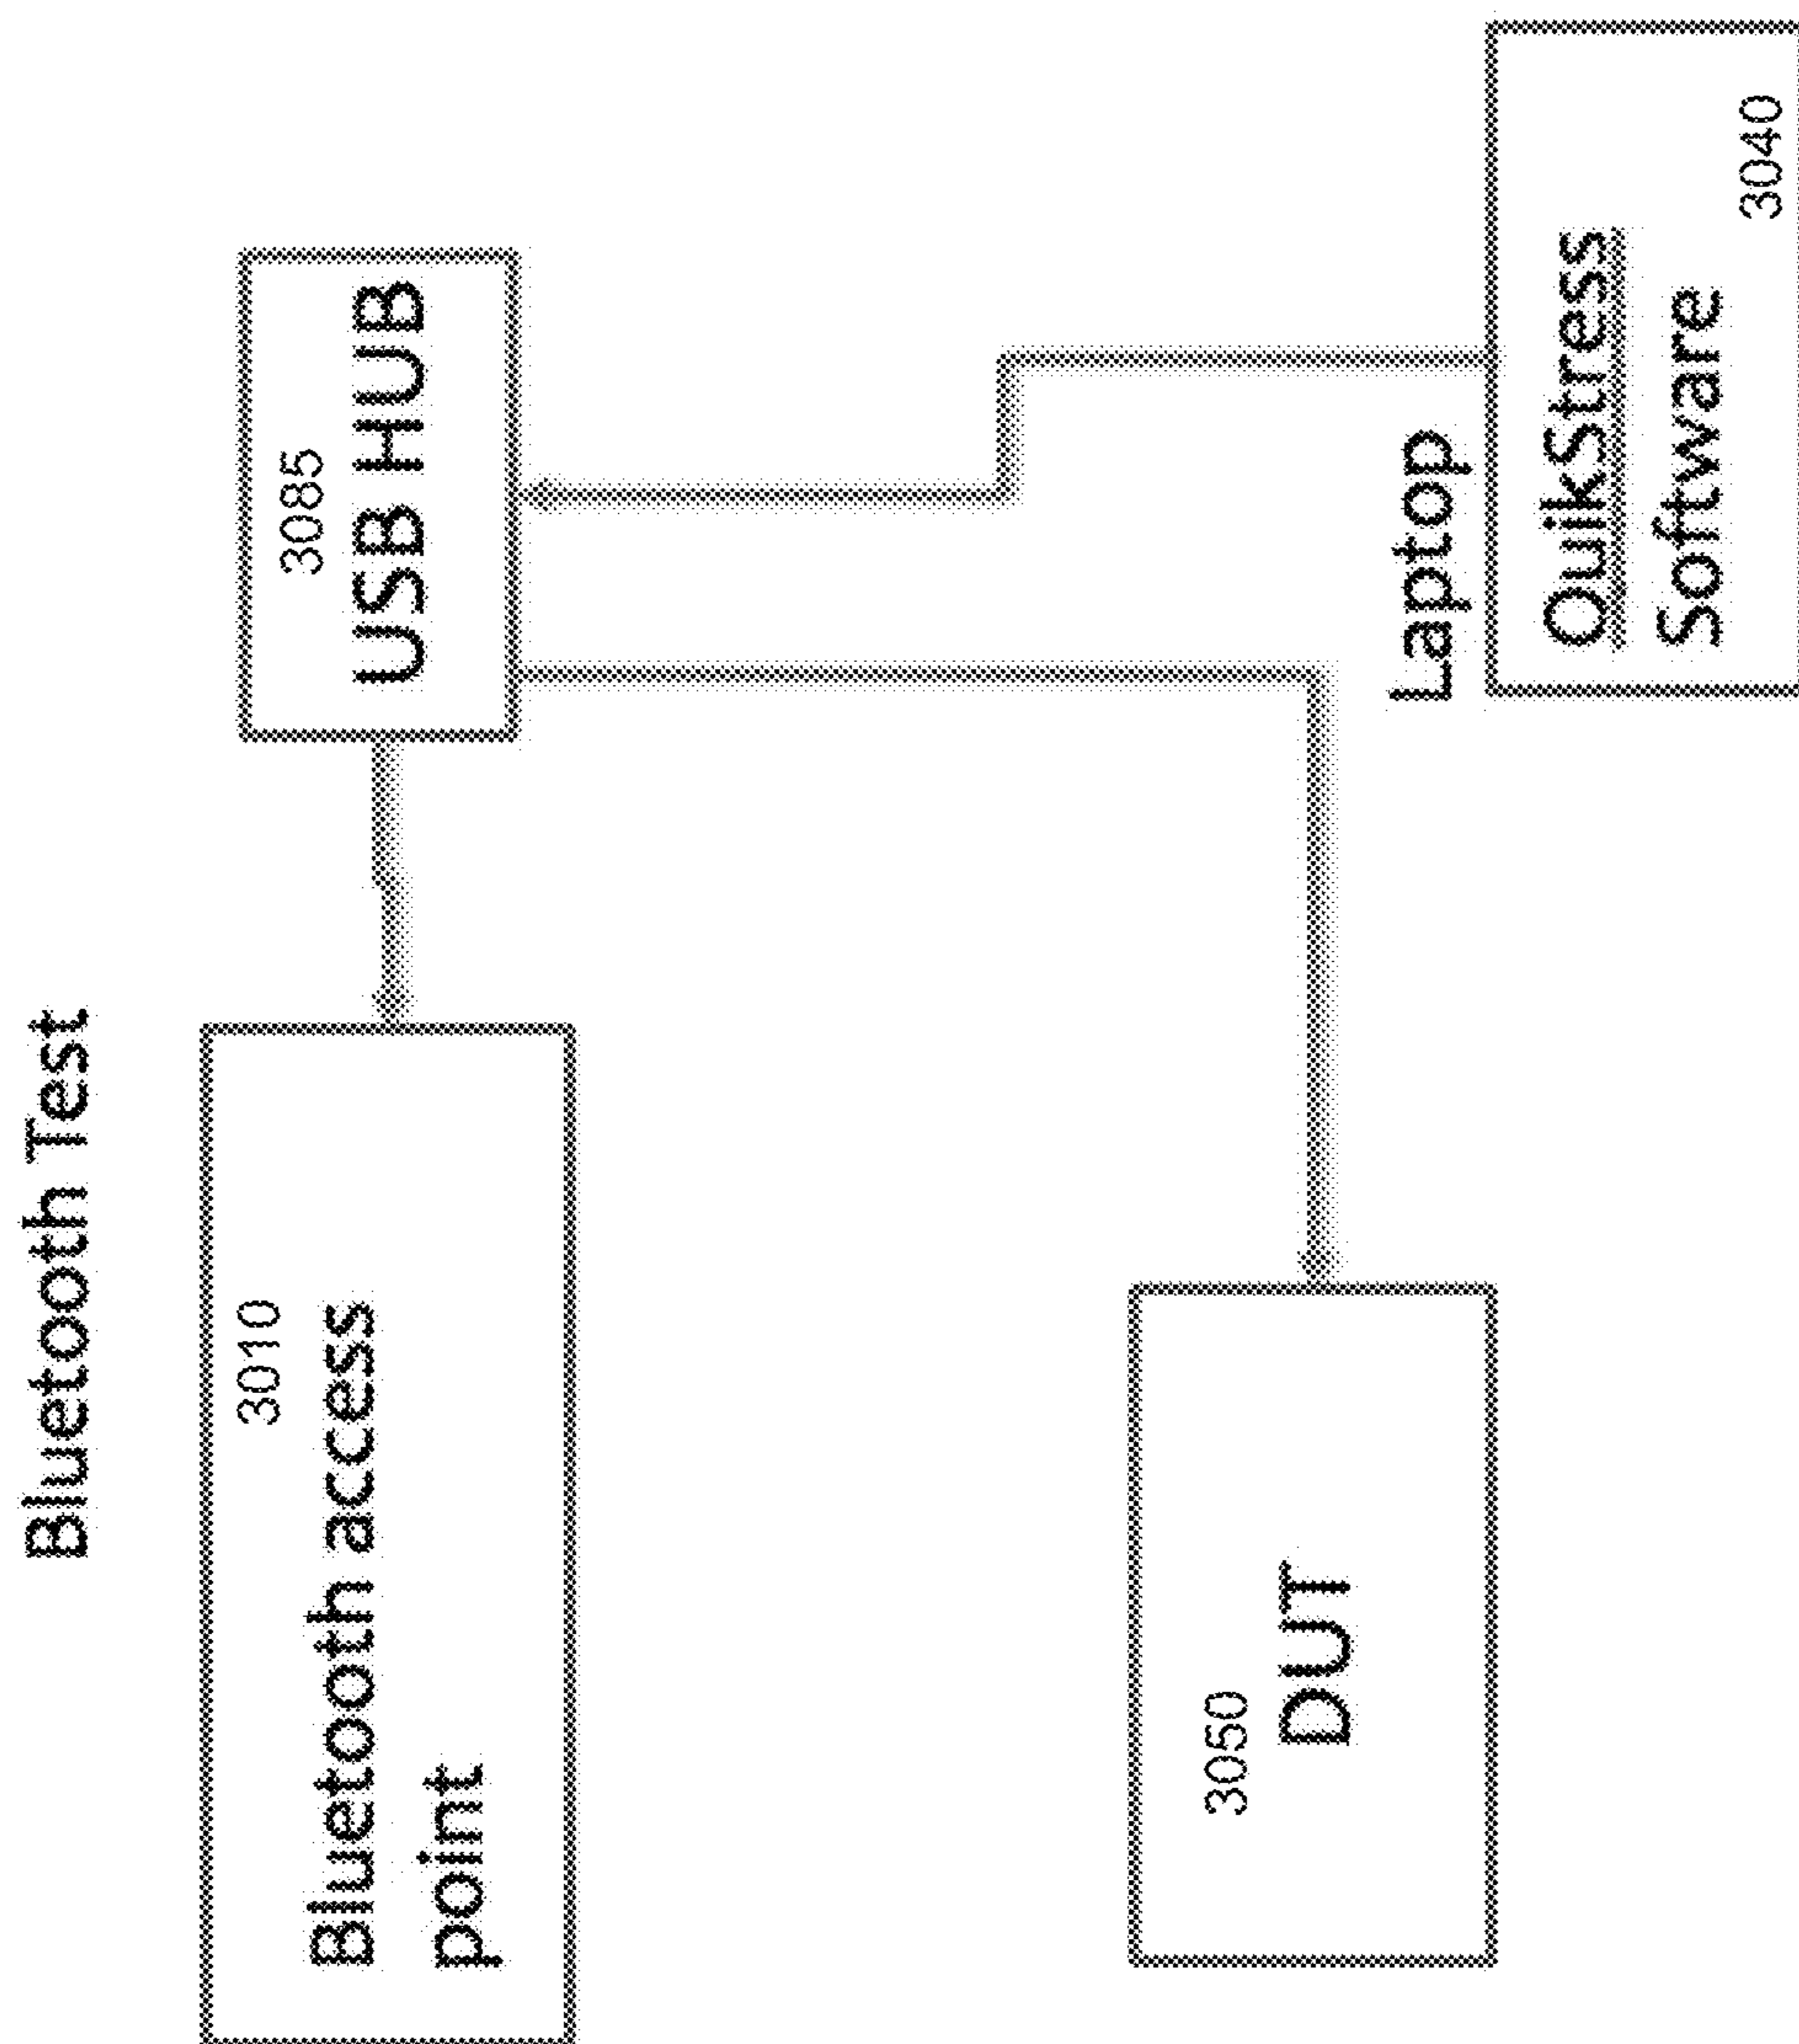 Bluetooth Test
3010
Bluetooth access
point
3085
USB HUB
3050
DUT
Laptop
QuikStress
Software
3040